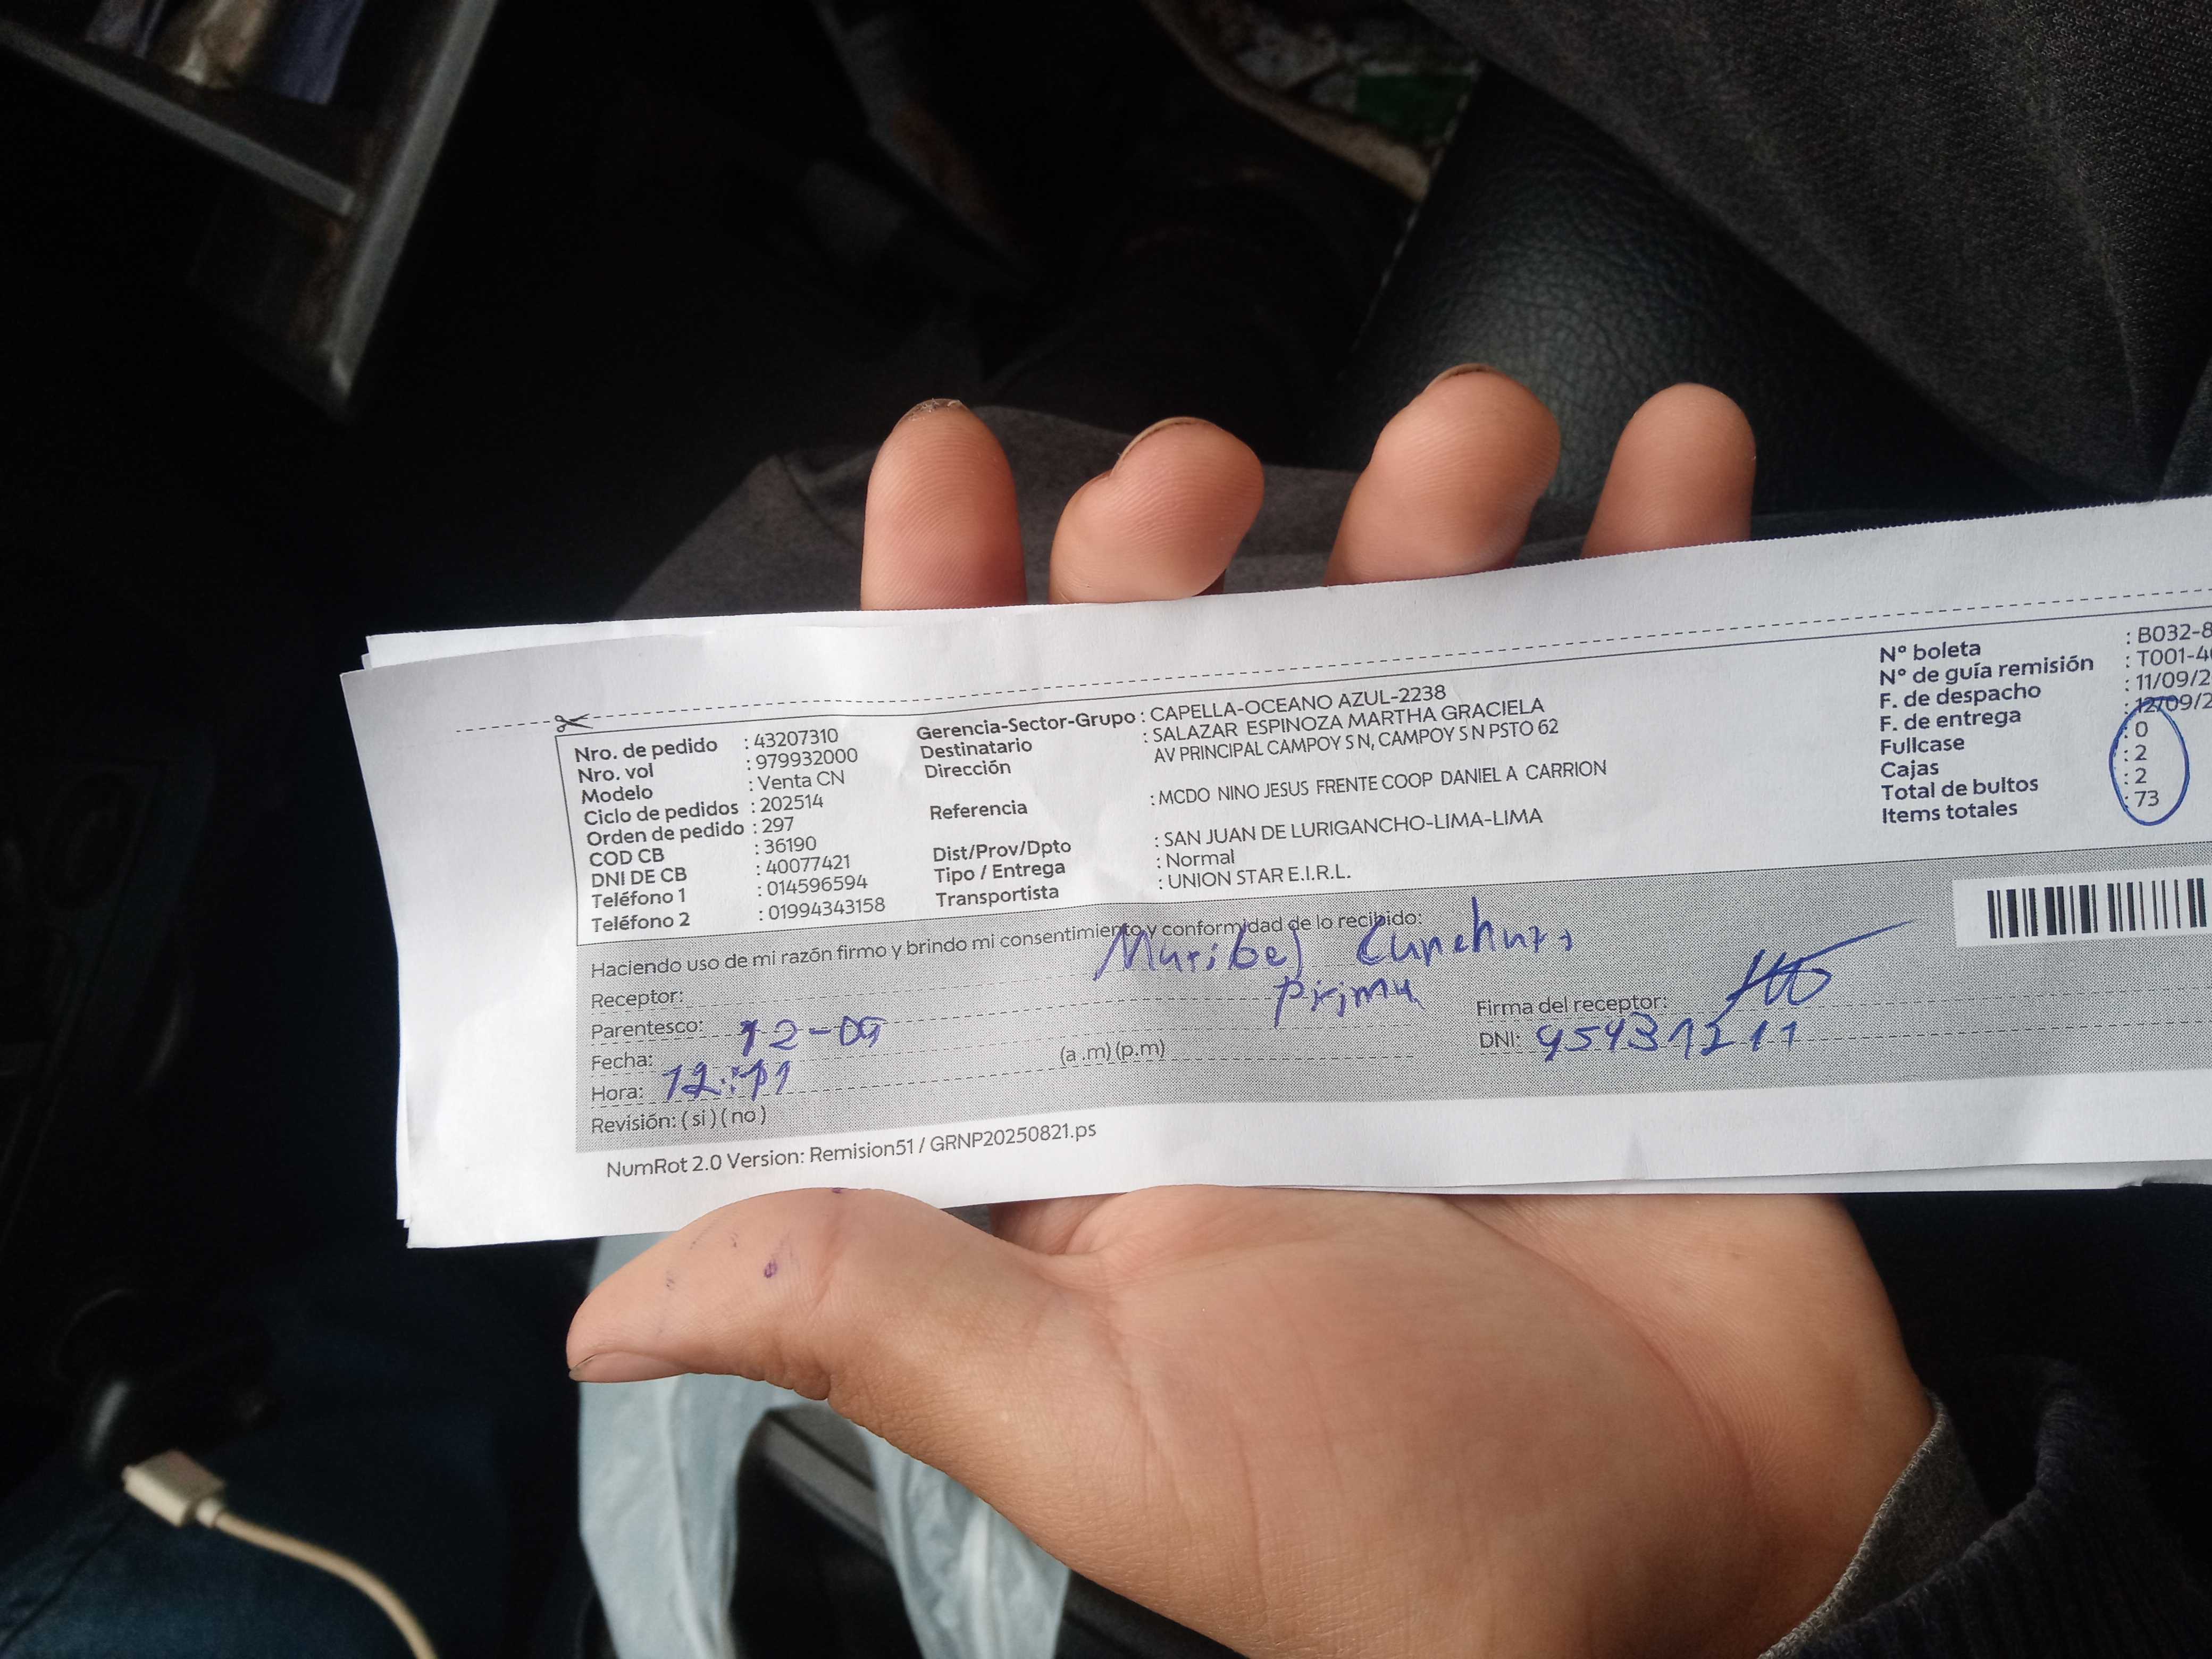 Nro. de pedido : 43207310
Nro. vol : 979932000
Modelo : Venta CN
Ciclo de pedidos : 202514
Orden de pedido : 297
COD CB : 36190
DNI DE CB : 40077421
Teléfono 1 : 014596594
Teléfono 2 : 01994343158
Gerencia-Sector-Grupo : CAPELLA-OCEANO AZUL-2238
Destinatario : SALAZAR ESPINOZA MARTHA GRACIELA
Dirección AV PRINCIPAL CAMPOY S N, CAMPOY S N PSTO 62
Referencia : MCDO NINO JESUS FRENTE COOP DANIEL A CARRION
Dist/Prov/Dpto : SAN JUAN DE LURIGANCHO-LIMA-LIMA
Tipo / Entrega : Normal
Transportista : UNION STAR E.I.R.L.
N° boleta : B032-8
N° de guía remisión : T001-4
F. de despacho : 11/09/2
F. de entrega : 12/09/2
Fullcase : 0
Cajas : 2
Total de bultos : 2
Items totales : 73
Haciendo uso de mi razón firmo y brindo mi consentimiento y conformidad de lo recibido:
Receptor: Maribel
Parentesco: prima
Fecha: 12-09
Hora: 12:11 (a .m) (p.m)
Revisión: ( si ) ( no )
Firma del receptor:
DNI:
NumRot 2.0 Version: Remision51 / GRNP20250821.ps